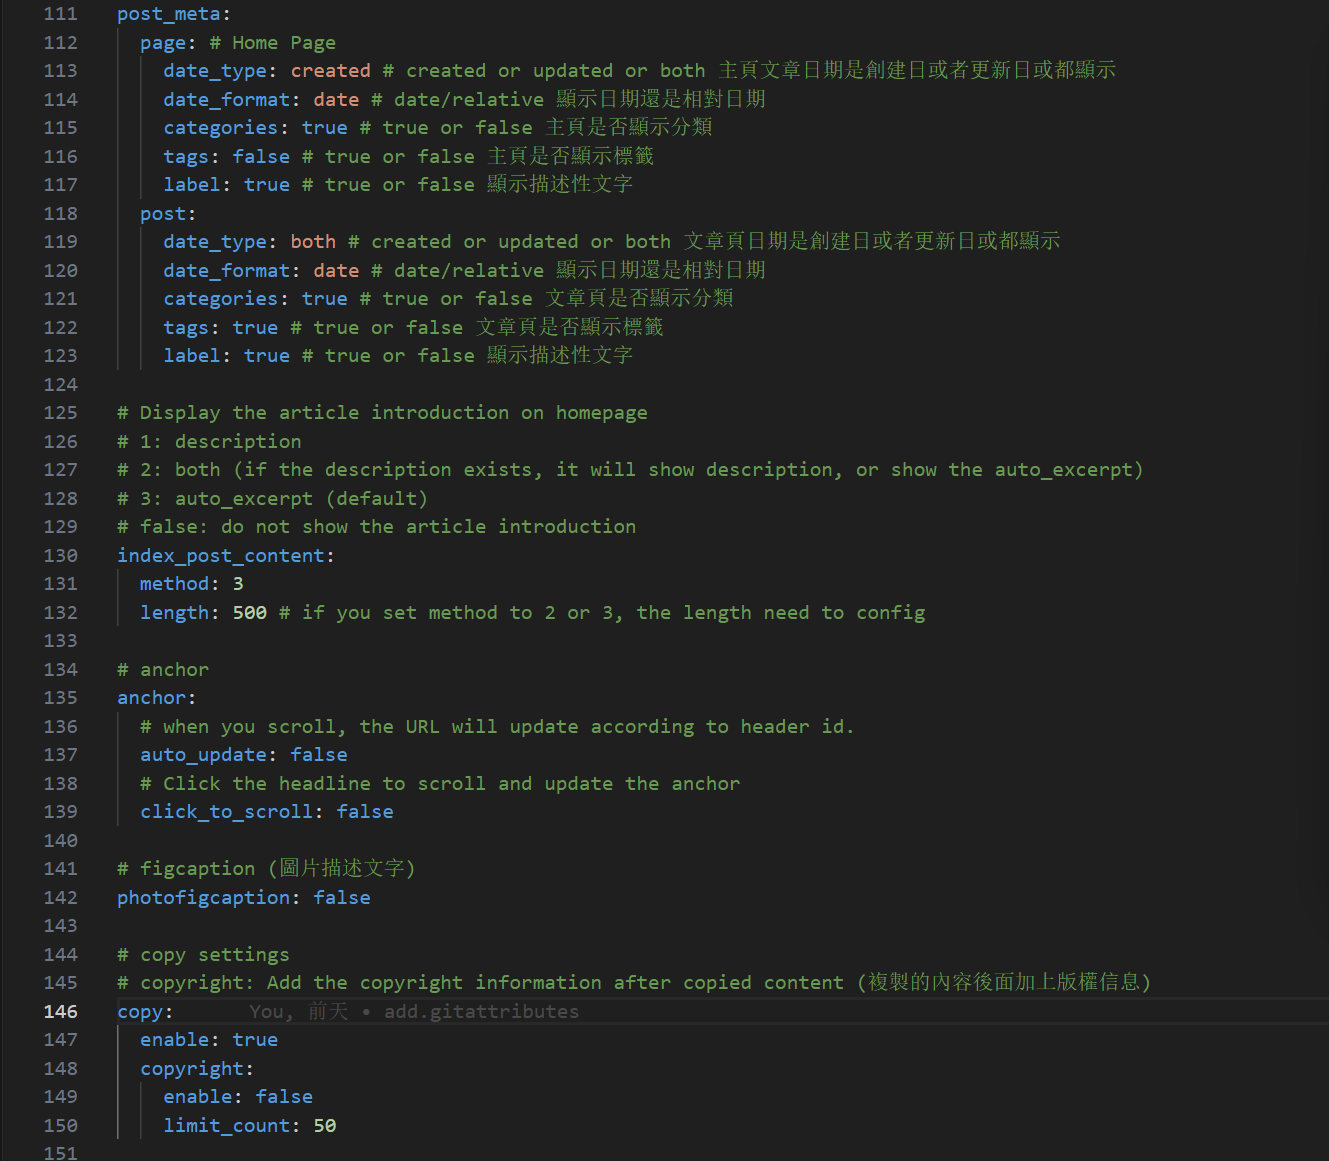 111 post_meta:
112   page: # Home Page
113     date_type: created # created or updated or both 主頁文章日期是創建日或者更新日或都顯示
114     date_format: date # date/relative 顯示日期還是相對日期
115     categories: true # true or false 主頁是否顯示分類
116     tags: false # true or false 主頁是否顯示標籤
117     label: true # true or false 顯示描述性文字
118   post:
119     date_type: both # created or updated or both 文章頁日期是創建日或者更新日或都顯示
120     date_format: date # date/relative 顯示日期還是相對日期
121     categories: true # true or false 文章頁是否顯示分類
122     tags: true # true or false 文章頁是否顯示標籤
123     label: true # true or false 顯示描述性文字
124
125 # Display the article introduction on homepage
126 # 1: description
127 # 2: both (if the description exists, it will show description, or show the auto_excerpt)
128 # 3: auto_excerpt (default)
129 # false: do not show the article introduction
130 index_post_content:
131   method: 3
132   length: 500 # if you set method to 2 or 3, the length need to config
133
134 # anchor
135 anchor:
136   # when you scroll, the URL will update according to header id.
137   auto_update: false
138   # Click the headline to scroll and update the anchor
139   click_to_scroll: false
140
141 # figcaption (圖片描述文字)
142 photofigcaption: false
143
144 # copy settings
145 # copyright: Add the copyright information after copied content (複製的內容後面加上版權信息)
146 copy:      You, 前天 • add.gitattributes
147   enable: true
148   copyright:
149     enable: false
150     limit_count: 50
151